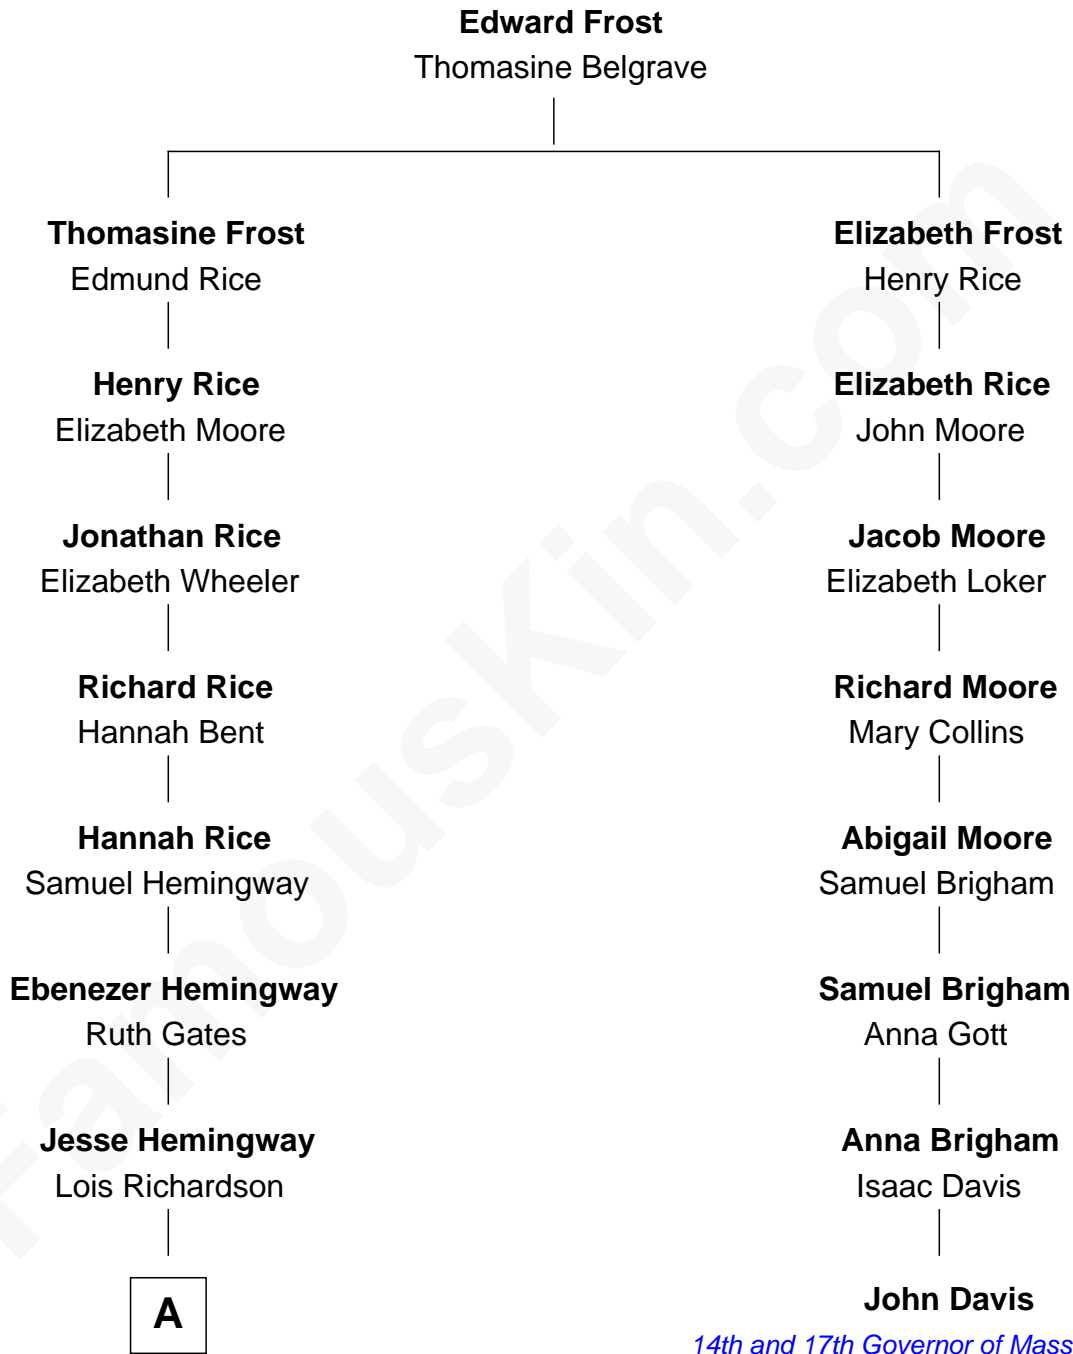 Edward Frost
Thomasine Belgrave
Thomasine Frost
Edmund Rice
Henry Rice
Elizabeth Moore
Jonathan Rice
Elizabeth Wheeler
Richard Rice
Hannah Bent
Hannah Rice
Samuel Hemingway
Ebenezer Hemingway
Ruth Gates
Jesse Hemingway
Lois Richardson
A
Elizabeth Frost
Henry Rice
Elizabeth Rice
John Moore
Jacob Moore
Elizabeth Loker
Richard Moore
Mary Collins
Abigail Moore
Samuel Brigham
Samuel Brigham
Anna Gott
Anna Brigham
Isaac Davis
John Davis
14th and 17th Governor of Mass
FamousKin.com